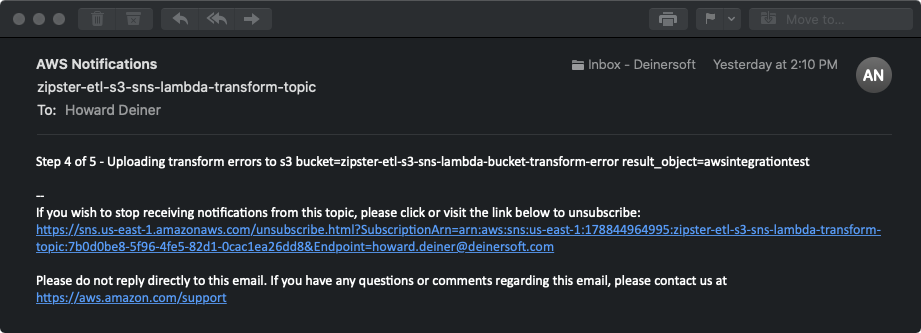 Move to...
AWS Notifications
Inbox - Deinersoft
Yesterday at 2:10 PM
AN
zipster-etl-s3-sns-lambda-transform-topic
To: Howard Deiner
Step 4 of 5 - Uploading transform errors to s3 bucket=zipster-etl-s3-sns-lambda-bucket-transform-error result_object=awsintegrationtest
--
If you wish to stop receiving notifications from this topic, please click or visit the link below to unsubscribe:
https://sns.us-east-1.amazonaws.com/unsubscribe.html?SubscriptionArn=arn:aws:sns:us-east-1:178844964995:zipster-etl-s3-sns-lambda-transform-
topic:7b0d0be8-5f96-4fe5-82d1-0cac1ea26dd8&Endpoint=howard.deiner@deinersoft.com
Please do not reply directly to this email. If you have any questions or comments regarding this email, please contact us at
https://aws.amazon.com/support